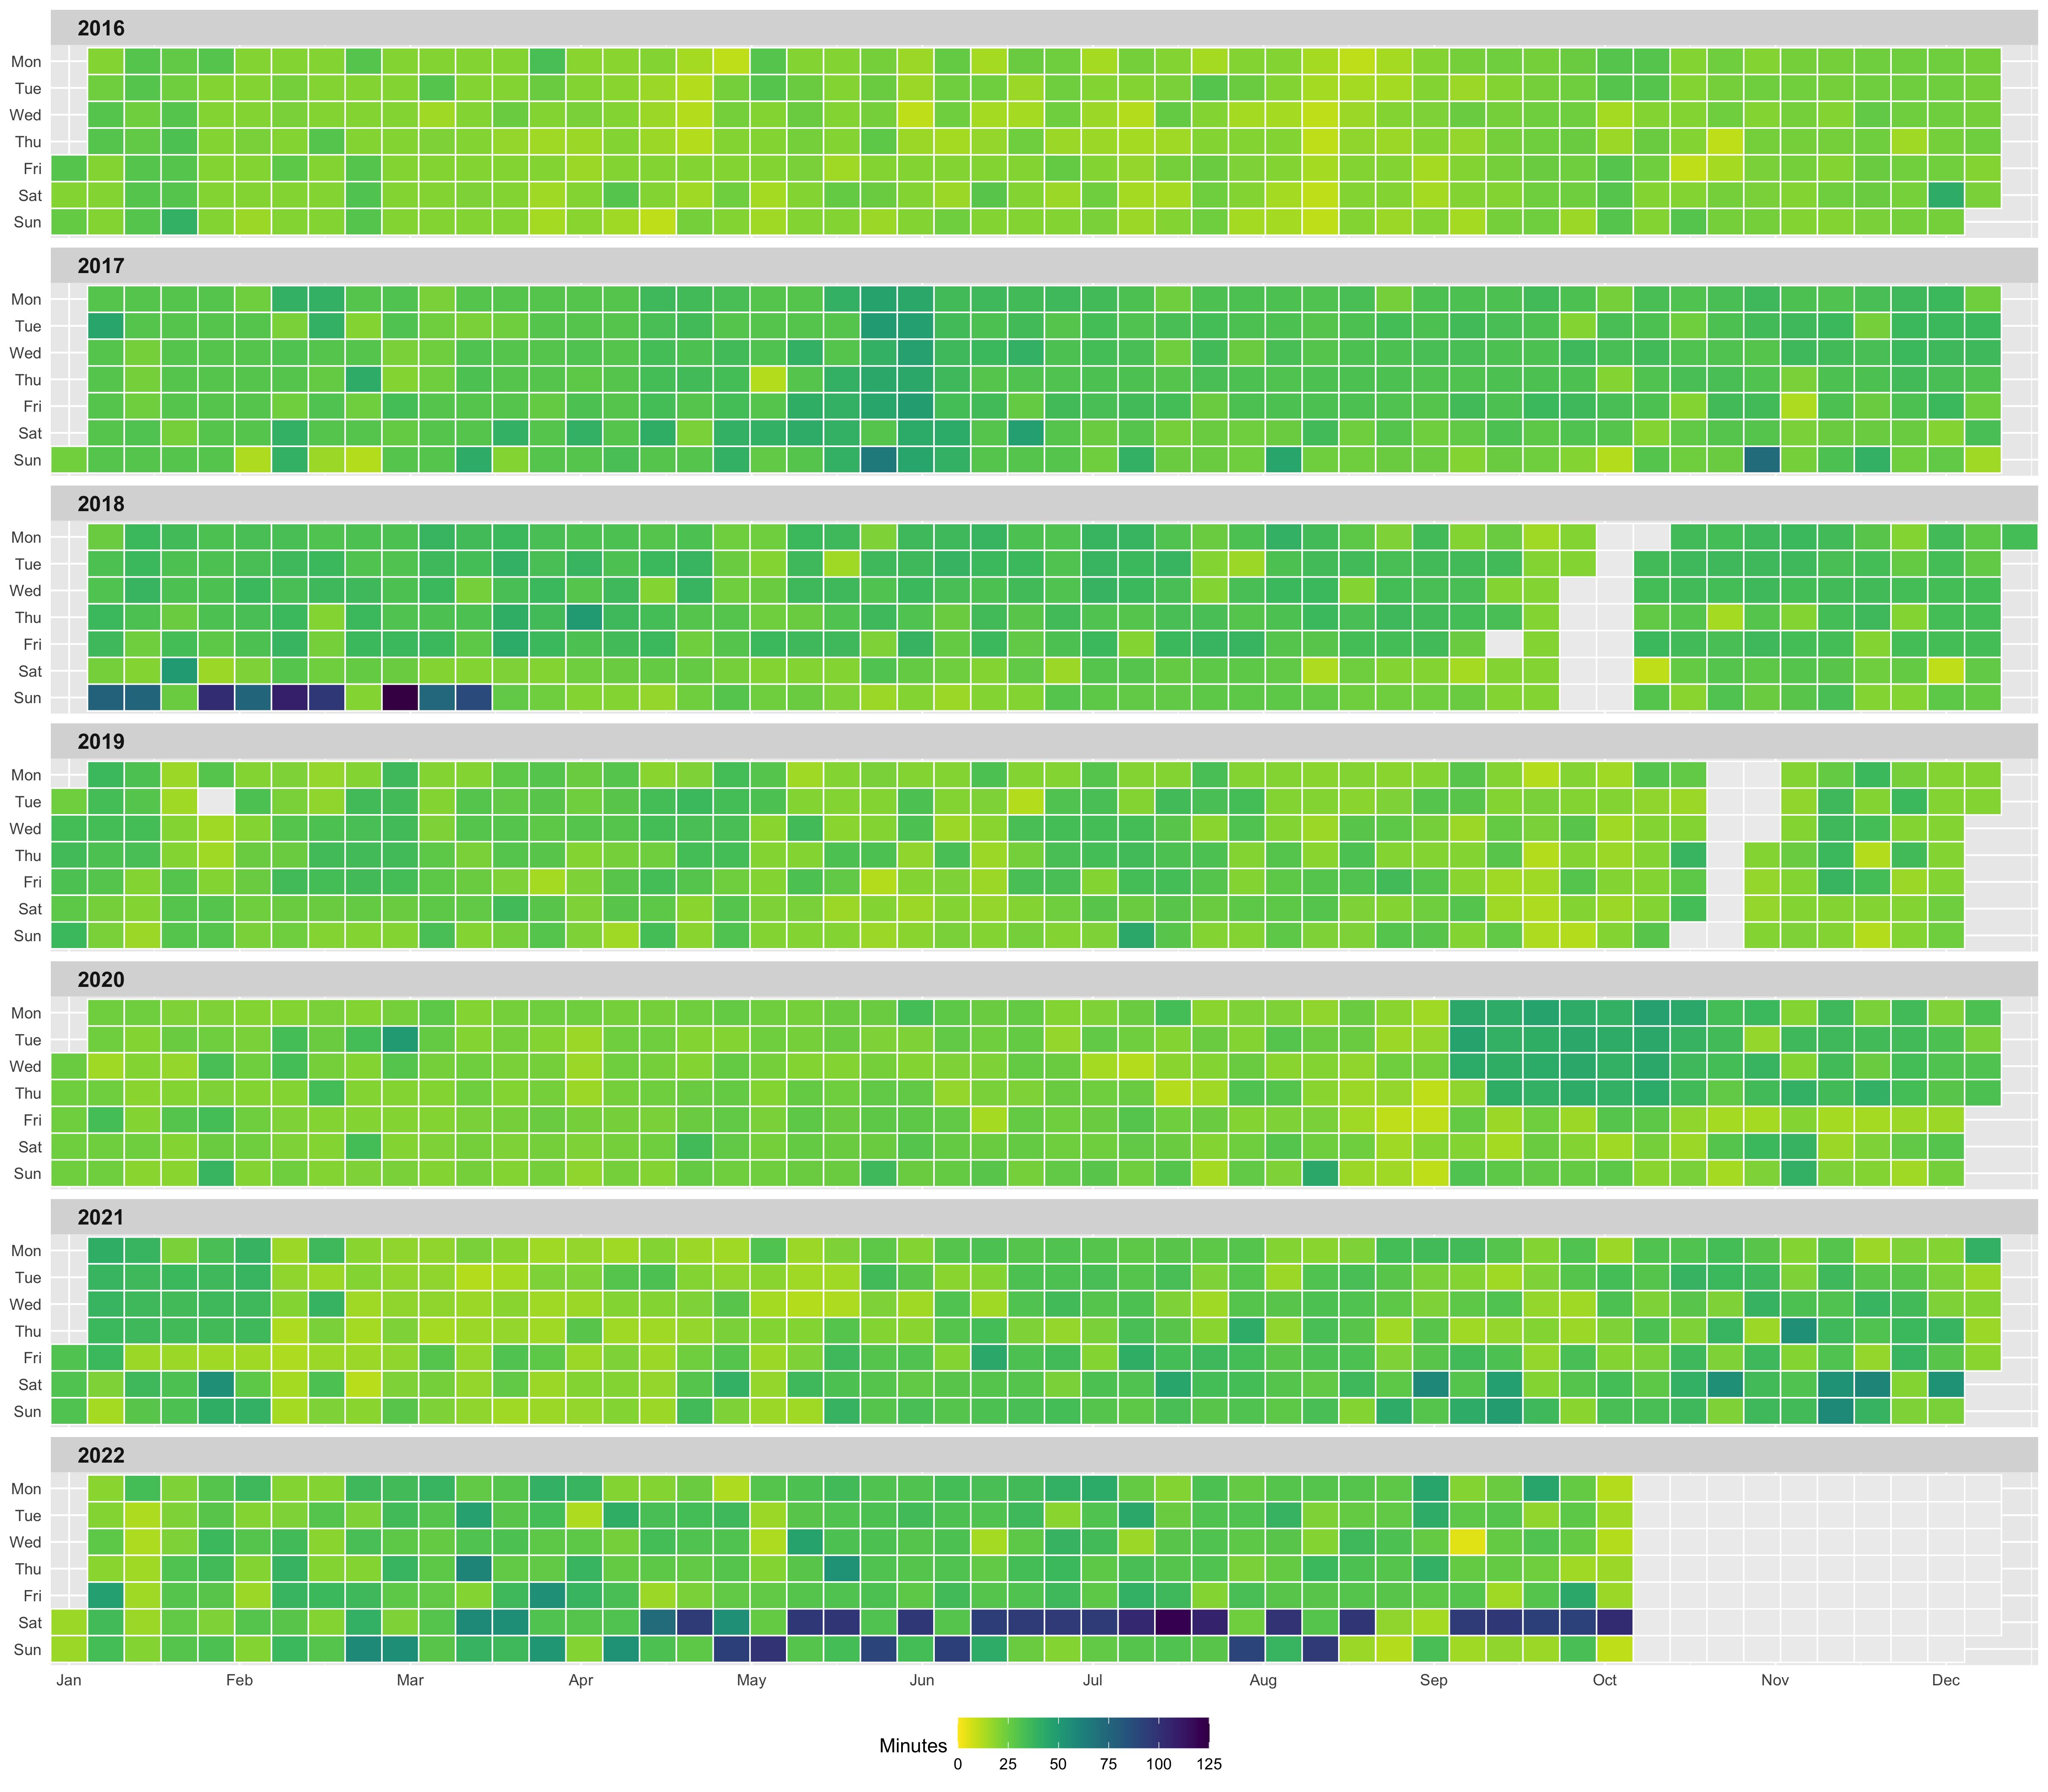 2016
Mon
Tue
Wed
Thu
Fri
Sat
Sun
2017
Mon
Tue
Wed
Thu
Fri
Sat
Sun
2018
Mon
Tue
Wed
Thu
Fri
Sat
Sun
2019
Mon
Tue
Wed
Thu
Fri
Sat
Sun
2020
Mon
Tue
Wed
Thu
Fri
Sat
Sun
2021
Mon
Tue
Wed
Thu
Fri
Sat
Sun
2022
Mon
Tue
Wed
Thu
Fri
Sat
Sun
Jan Feb Mar Apr May Jun Jul Aug Sep Oct Nov Dec
Minutes
0 25 50 75 100 125